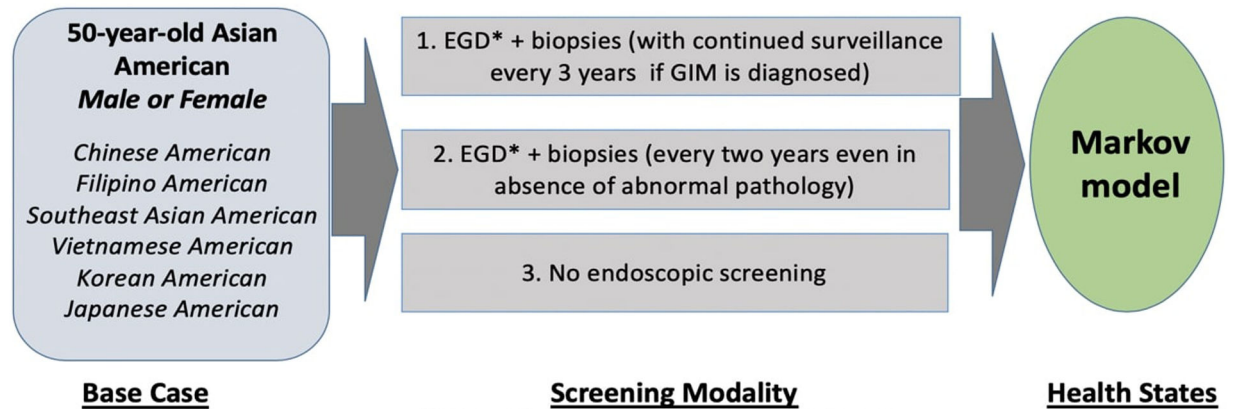 50-year-old Asian
American
Male or Female
Chinese American
Filipino American
Southeast Asian American
Vietnamese American
Korean American
Japanese American
Base Case
1. EGD* + biopsies (with continued surveillance
every 3 years if GIM is diagnosed)
2. EGD* + biopsies (every two years even in
absence of abnormal pathology)
3. No endoscopic screening
Screening Modality
Markov
model
Health States